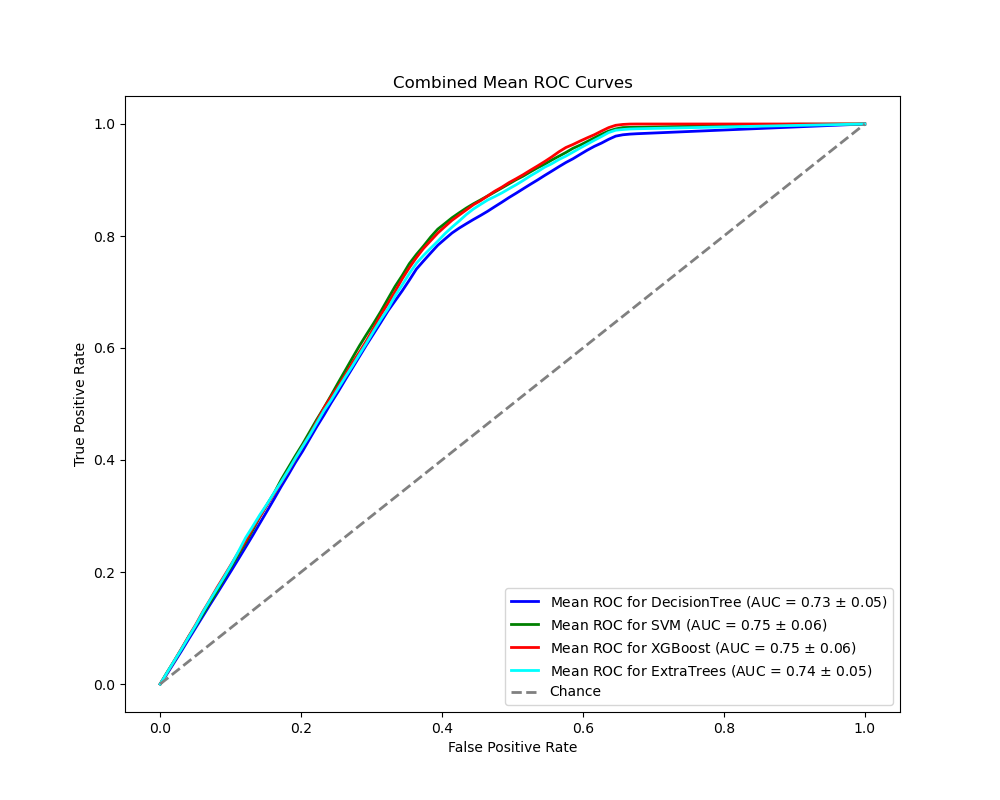 Combined Mean ROC Curves
True Positive Rate
1.0
0.8
0.6
0.4
0.2
0.0
0.0 0.2 0.4 0.6 0.8 1.0
False Positive Rate
Mean ROC for DecisionTree (AUC = 0.73 ± 0.05)
Mean ROC for SVM (AUC = 0.75 ± 0.06)
Mean ROC for XGBoost (AUC = 0.75 ± 0.06)
Mean ROC for ExtraTrees (AUC = 0.74 ± 0.05)
Chance